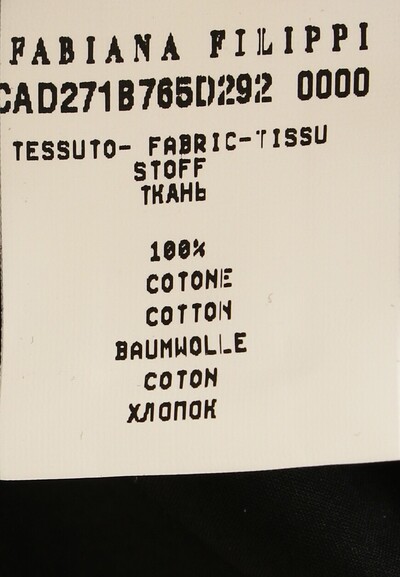 FABIANA FILIPPI
CAD271B765D292 0000
TESSUTO- FABRIC-TISSU
STOFF
ТКАНЬ
100%
COTONE
COTTON
BAUMWOLLE
COTON
ХЛОПОК